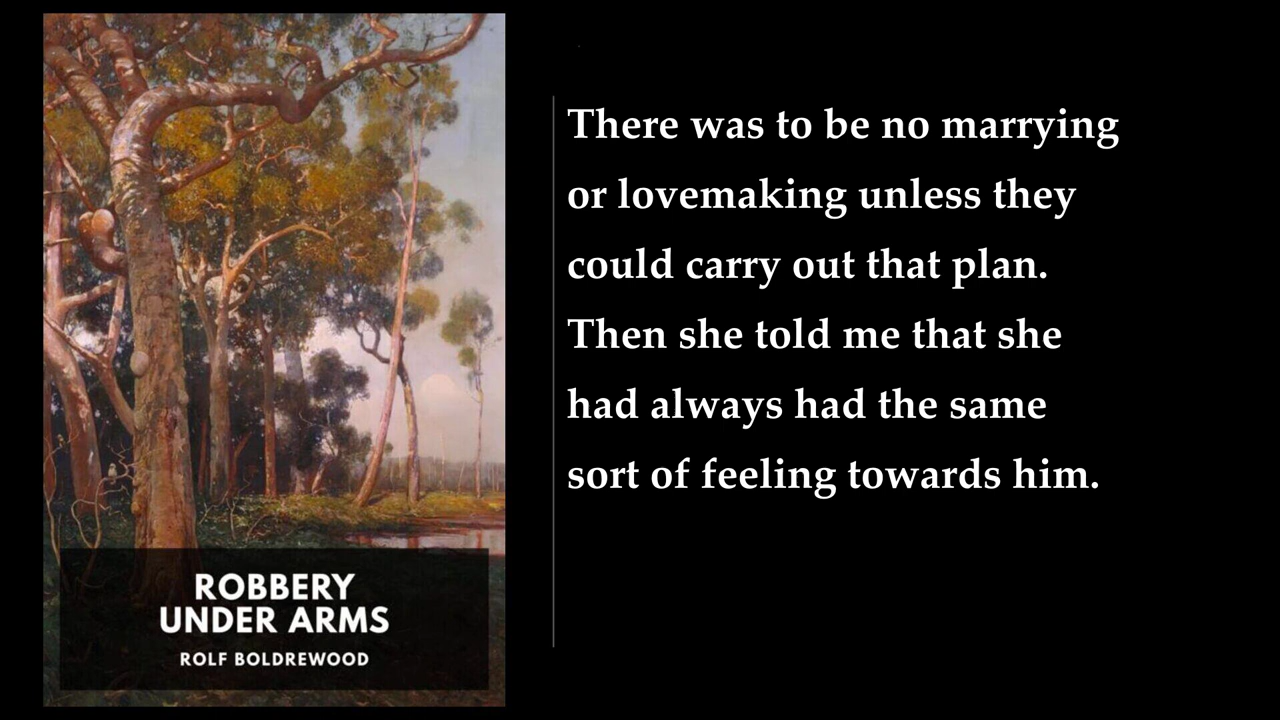 There was to be no marrying
or lovemaking unless they
could carry out that plan.
Then she told me that she
had always had the same
sort of feeling towards him.
ROBBERY
UNDER ARMS
ROLF BOLDREWOOD